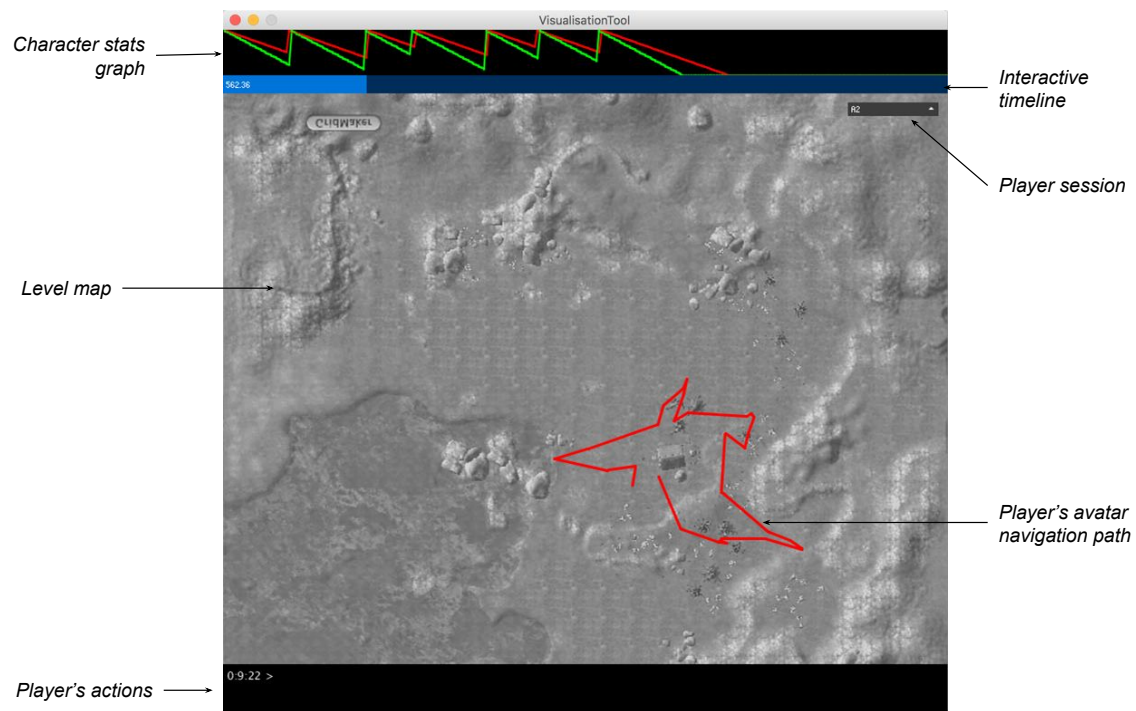 VisualisationTool
Character stats
graph
562.36
Interactive
timeline
GridMaker
A2
Player session
Level map
Player's avatar
navigation path
0:9:22 >
Player's actions